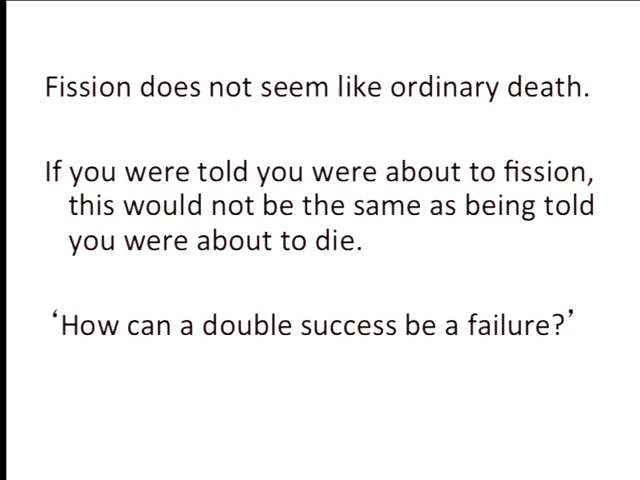 Fission does not seem like ordinary death.
If you were told you were about to fission,
this would not be the same as being told
you were about to die.
‘How can a double success be a failure?’